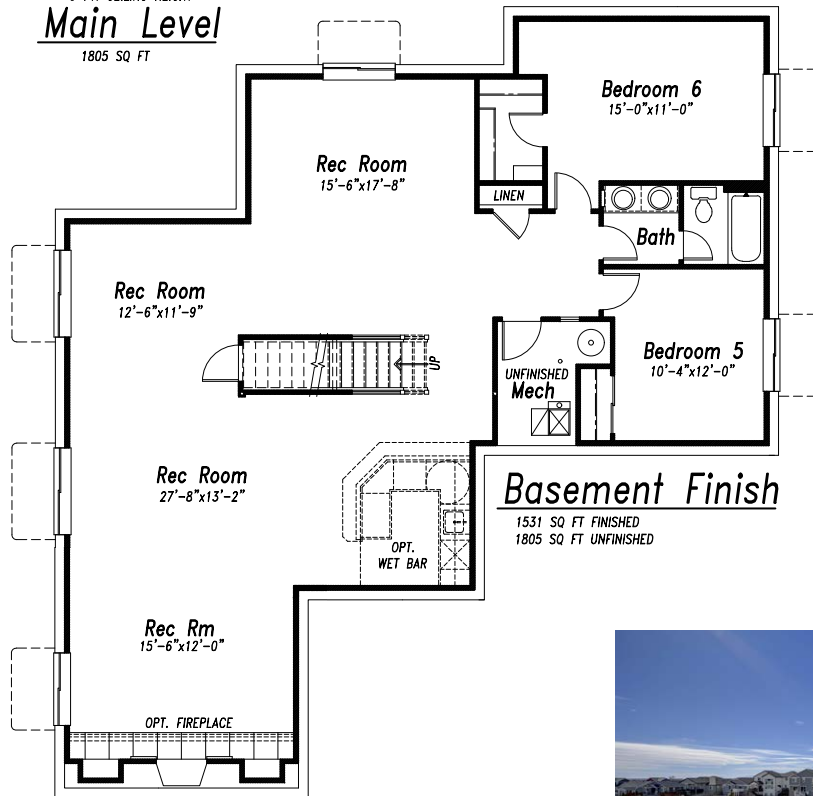 Main Level
1805 SQ FT
Bedroom 6
15'-0"x11'-0"
Rec Room
15'-6"x17'-8"
LINEN
Bath
Rec Room
12'-6"x11'-9"
UP
Bedroom 5
10'-4"x12'-0"
UNFINISHED
Mech
Rec Room
27'-8"x13'-2"
Basement Finish
1531 SQ FT FINISHED
1805 SQ FT UNFINISHED
OPT.
WET BAR
Rec Rm
15'-6"x12'-0"
OPT. FIREPLACE